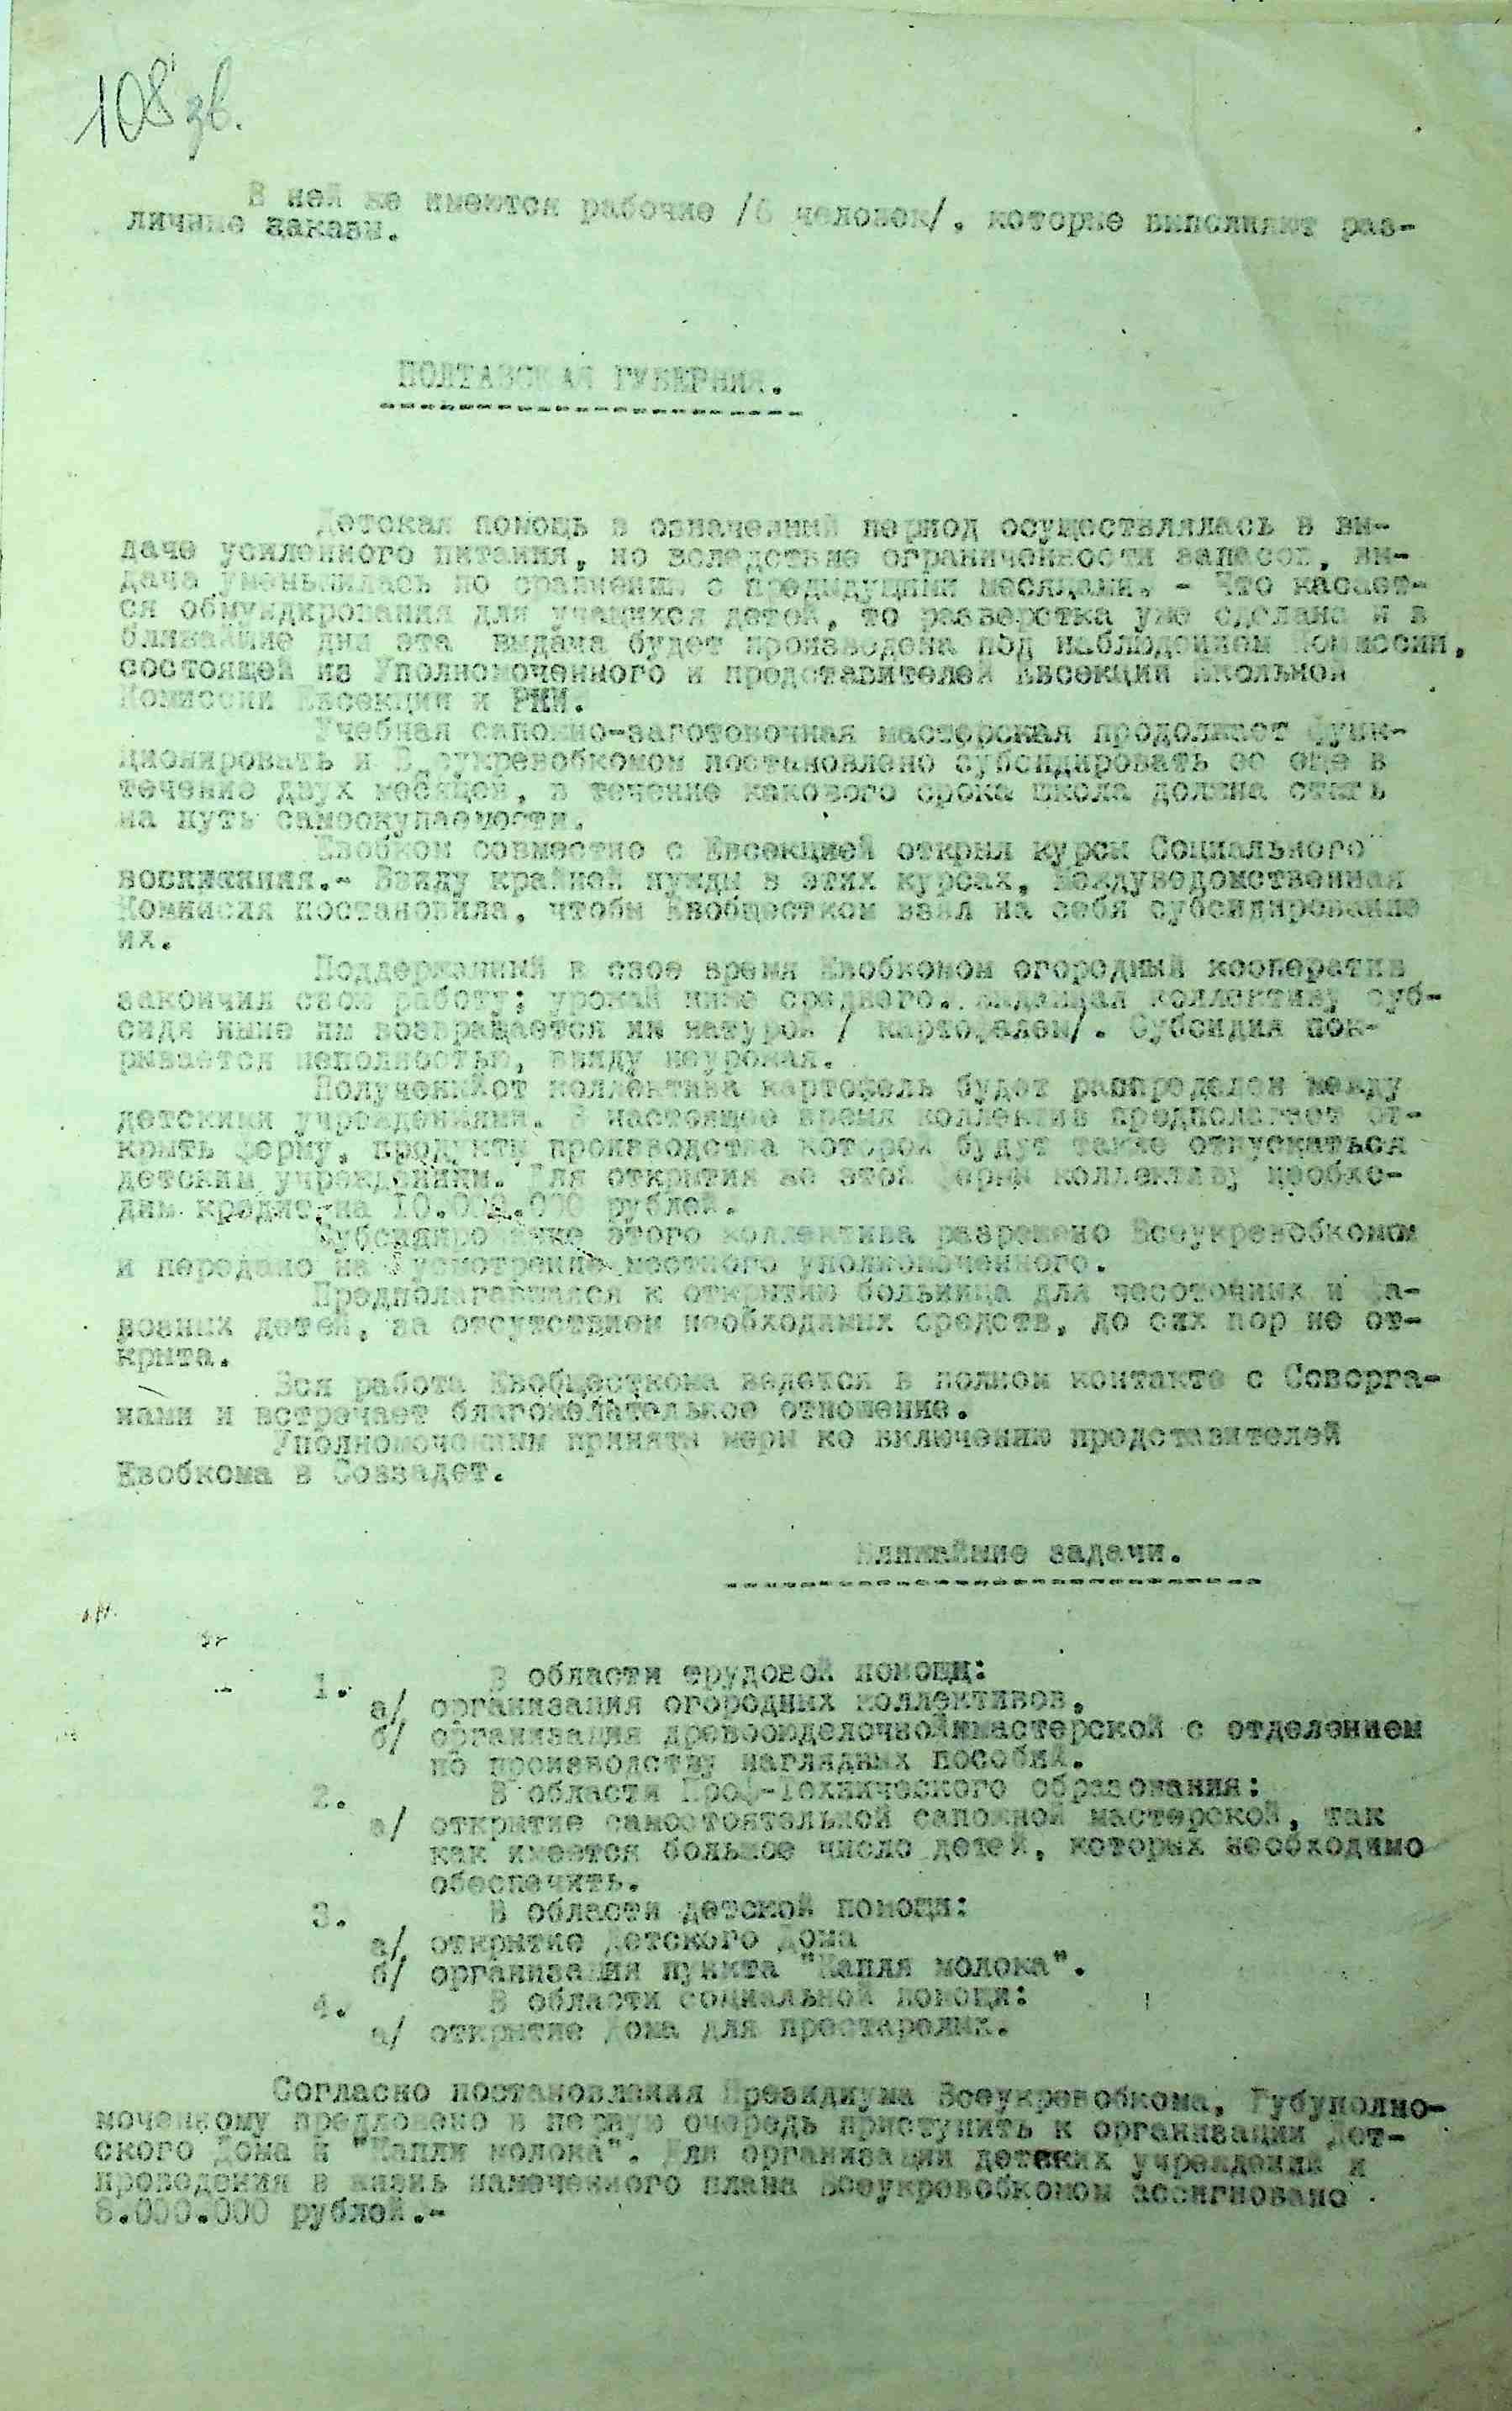 108 зв.
В ней же имеются рабочие /6 человек/, которые выполняют раз-
личные заказы.
ПОЛТАВСКАЯ ГУБЕРНИЯ.
Детская помощь в означенный период осуществлялась в вы-
даче усиленного питания, но вследствие ограниченности запасов, вы-
дача уменьшилась по сравнению с предидущими месяцами. - Что касает-
ся обмундирования для учащихся детей, то разверстка уже сделана и в
ближайшие дни эта выдача будет произведена под наблюдением Комиссии,
состоящей из Уполномоченного и представителей Евсекции Школьной
Комиссии Евсекции и РКИ.
Учебная сапожно-заготовочная мастерская продолжает функ-
ционировать и Всеукревобкомом постановлено субсидировать ее еще в
течение двух месяцев, в течение какового срока школа должна стать
на путь самоокупаемости.
Евобком совместно с Евсекцией открыл курсы Социального
воспитания.- Ввиду крайней нужды в этих курсах, Междуведомственная
Комиссия постановила, чтобы Евобщестком взял на себя субсидирование
их.
Поддержанный в свое время Евобкомом огородный кооператив
закончил свою работу; урожай ниже среднего. Выданная коллективу суб-
сидя ныне им возвращается им натурой / картофелем/. Субсидия пок-
рывается неполностью, ввиду неурожая.
Полученныйот коллектива картофель будет распределен между
детскими учреждениями. В настоящее время коллектив предполагает от-
крыть ферму, продукты производства которой будут также отпускаться
детским учреждениям. Для открытия же этой фермы коллективу необхо-
дим кредит на 10.000.000 рублей.
Субсидирование этого коллектива разрешено Всеукревобкомом
и передано на усмотрение местного уполномоченного.
Предполагавшаяся к открытию больница для чесоточных и фа-
возных детей, за отсутствием необходимых средств, до сих пор не от-
крыта.
Вся работа Евобщесткома ведется в полном контакте с Соворга-
нами и встречает благожелательное отношение.
Уполномоченным приняты меры ко включению представителей
Евобкома в Совзадет.
Ближайшие задачи.
1. В области трудовой помощи:
а/ организация огородных коллективов,
б/ организация древообделочной мастерской с отделением
по производству наглядных пособий.
2. В области Проф-Технического образования:
а/ открытие самостоятельной сапожной мастерской, так
как имеется большое число детей, которых необходимо
обеспечить.
3. В области детской помощи:
а/ открытие Детского Дома
б/ организация пункта "Капля молока".
4. В области социальной помощи:
а/ открытие Дома для престарелых.
Согласно постановления Президиума Всеукревобкома, Губуполно-
моченному предложено в первую очередь приступить к организации Дет-
ского Дома и "Капли молока". Для организации детских учреждений и
проведения в жизнь намеченного плана Всеукревобкомом ассигновано
8.000.000 рублей.-